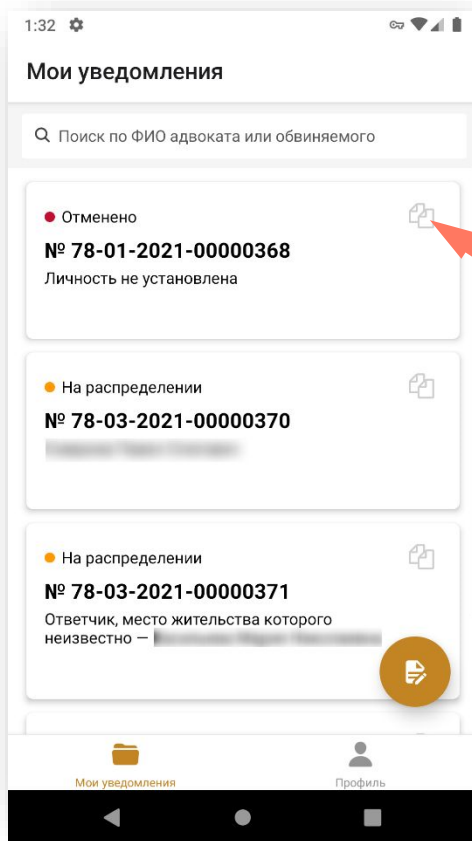 1:32
Мои уведомления
Поиск по ФИО адвоката или обвиняемого
Отменено
№ 78-01-2021-00000368
Личность не установлена
На распределении
№ 78-03-2021-00000370
На распределении
№ 78-03-2021-00000371
Ответчик, место жительства которого
неизвестно —
Мои уведомления
Профиль